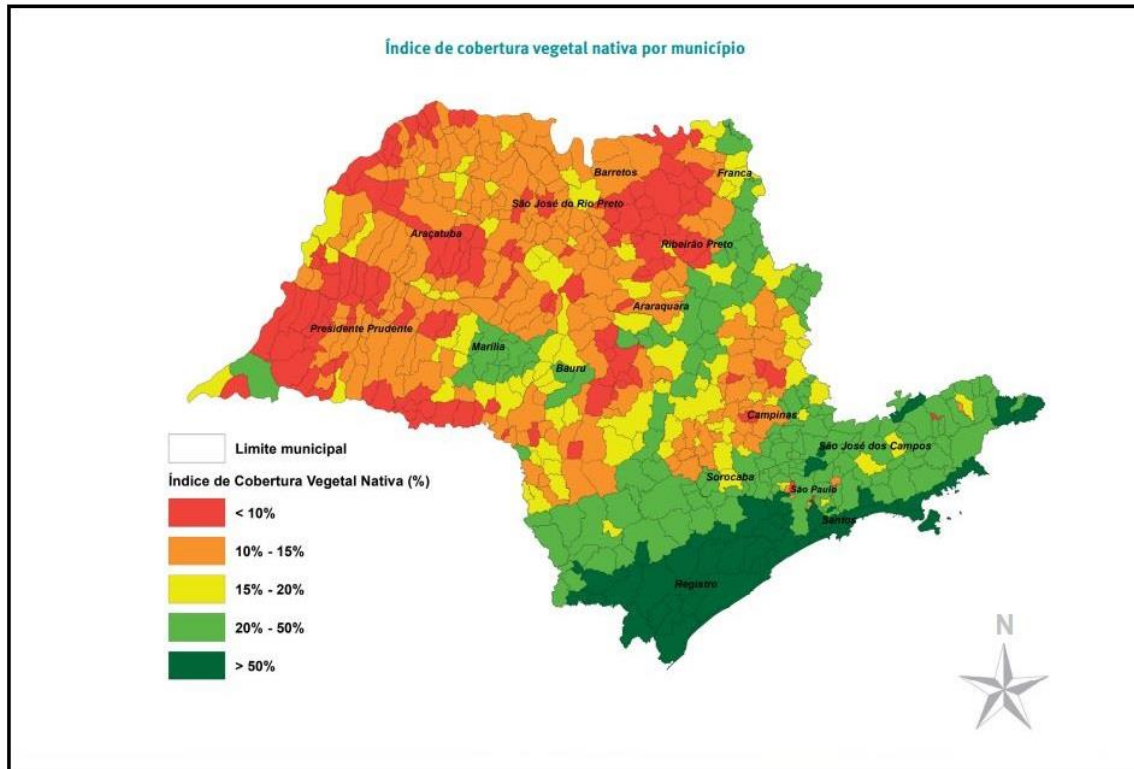 Índice de cobertura vegetal nativa por município
Barretos
Franca
São José do Rio Preto
Araçatuba
Ribeirão Preto
Araraquara
Presidente Prudente
Marília
Bauru
Campinas
São José dos Campos
Sorocaba
São Paulo
Santos
Registro
Limite municipal
Índice de Cobertura Vegetal Nativa (%)
< 10%
10% - 15%
15% - 20%
20% - 50%
> 50%
N